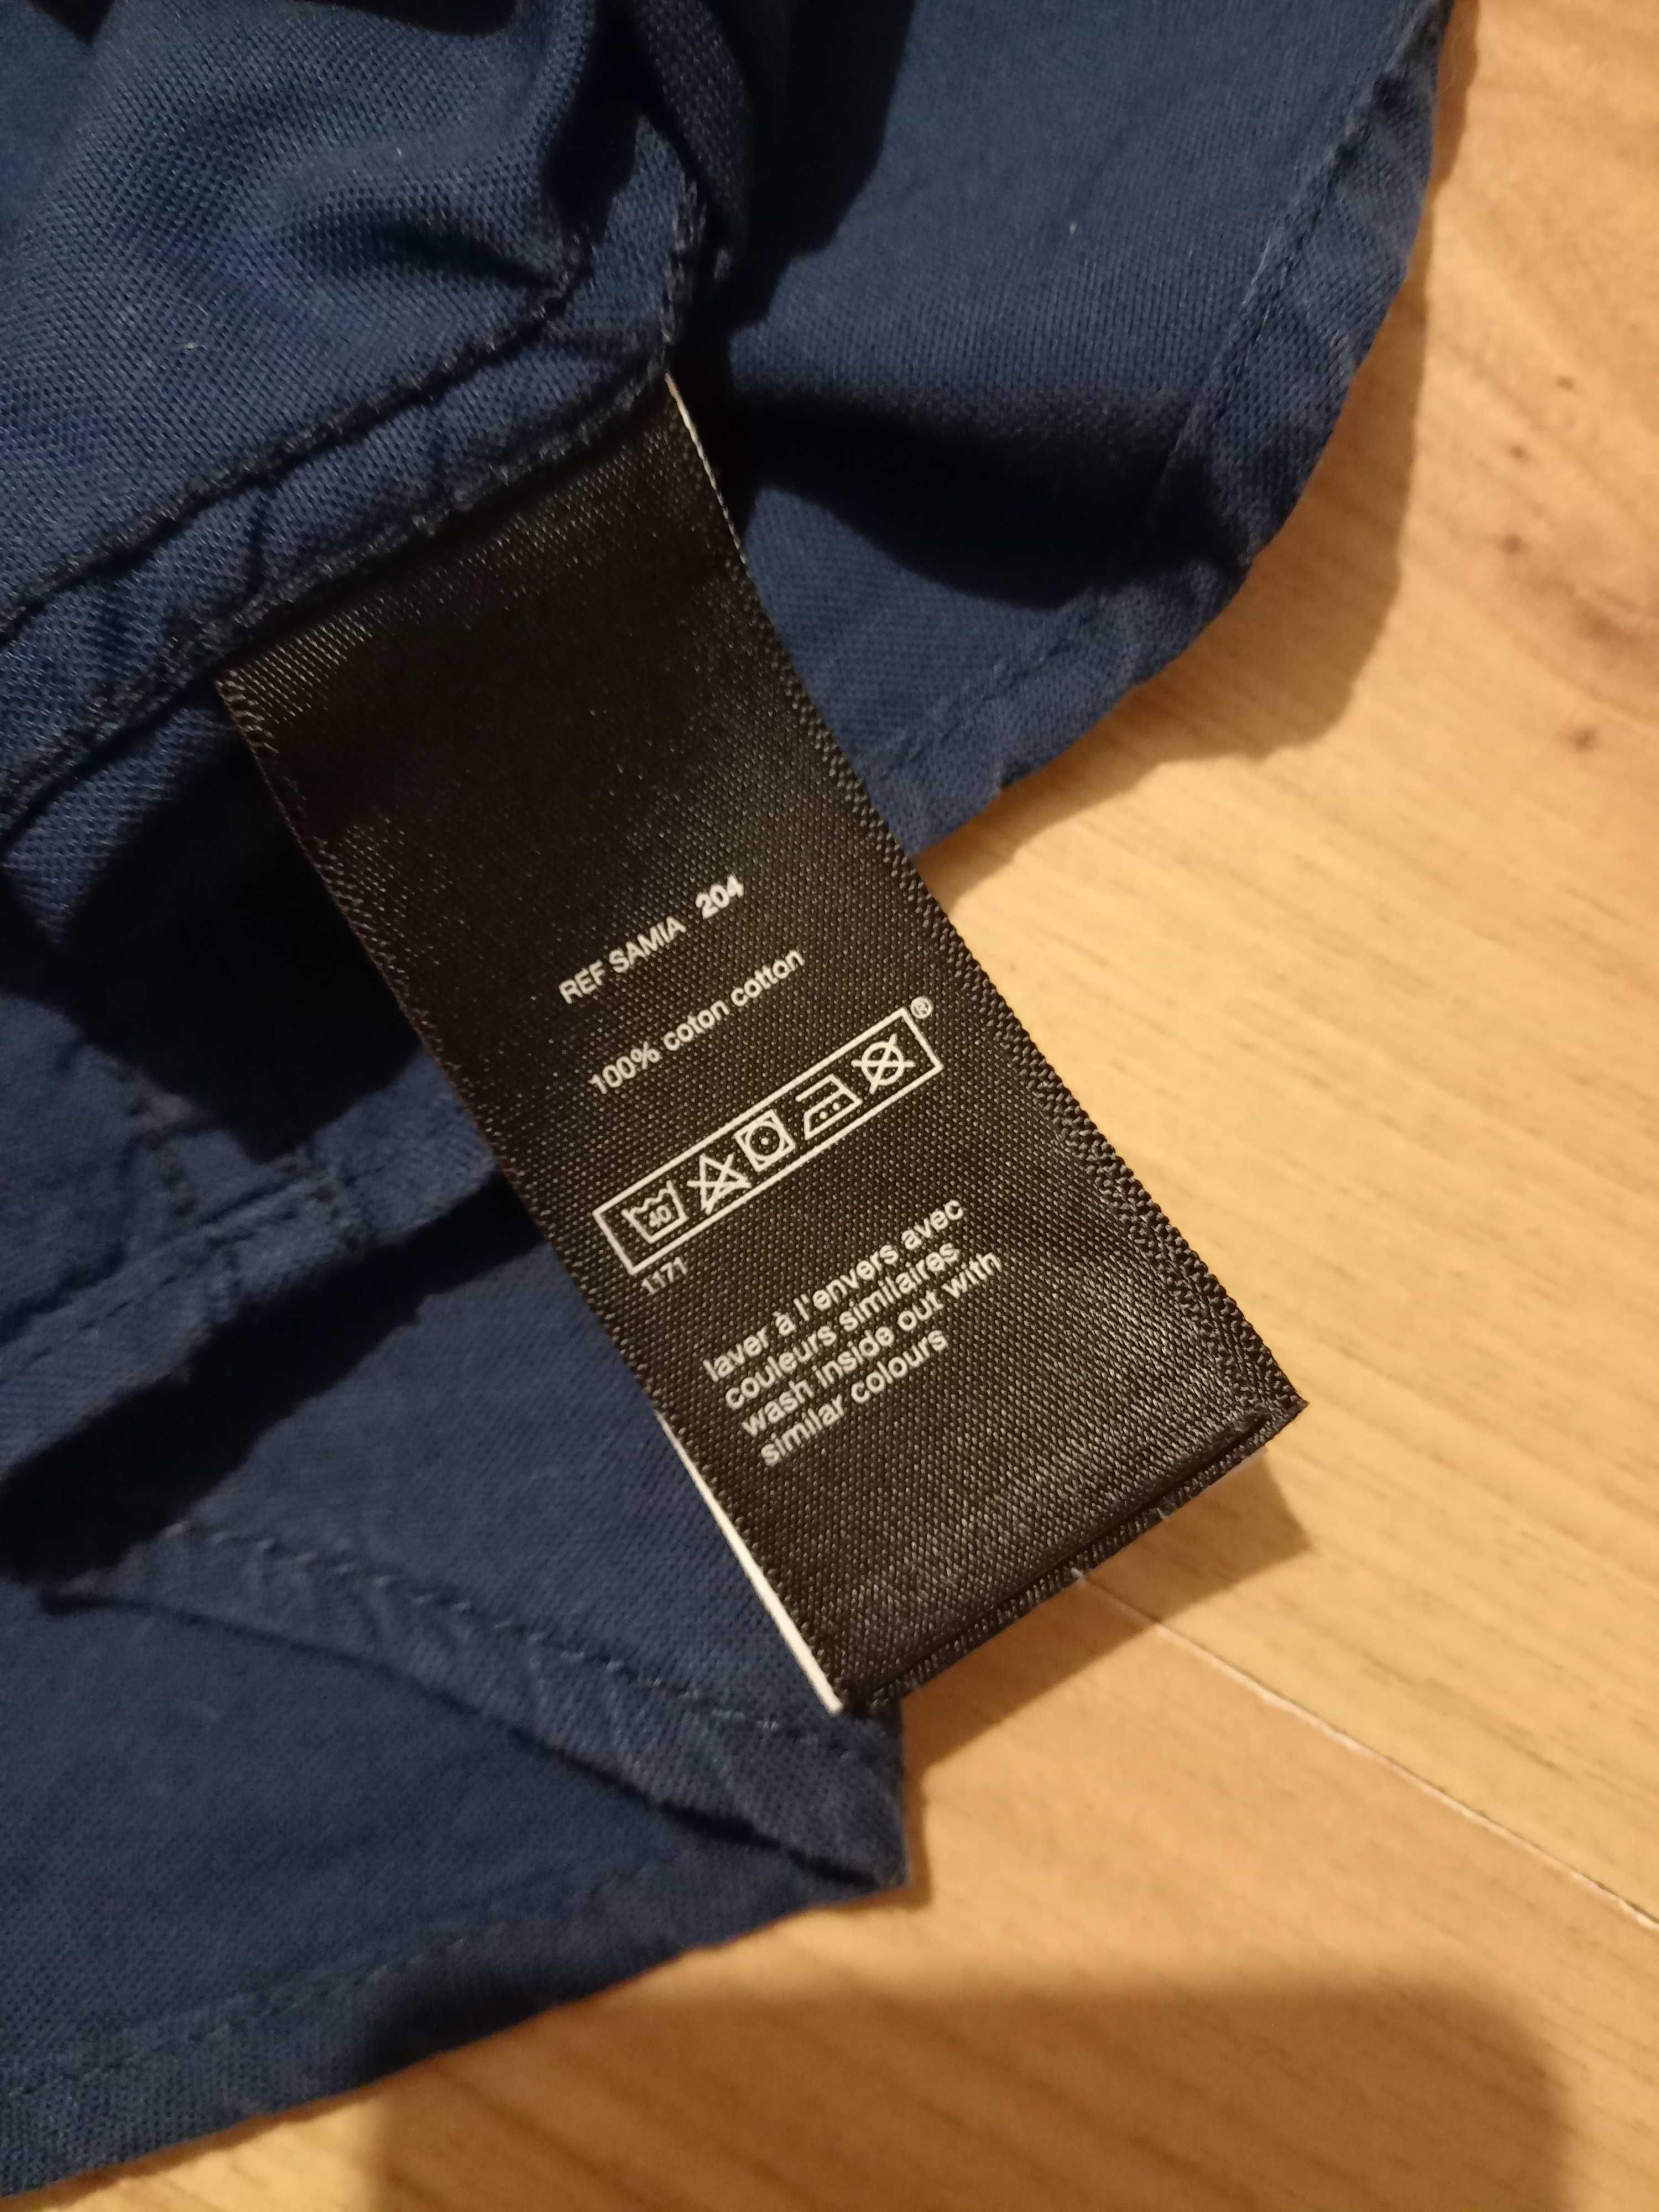 REF SAMIA 204
100% coton cotton
40
®
1171
laver à l'envers avec
couleurs similaires
wash inside out with
similar colours